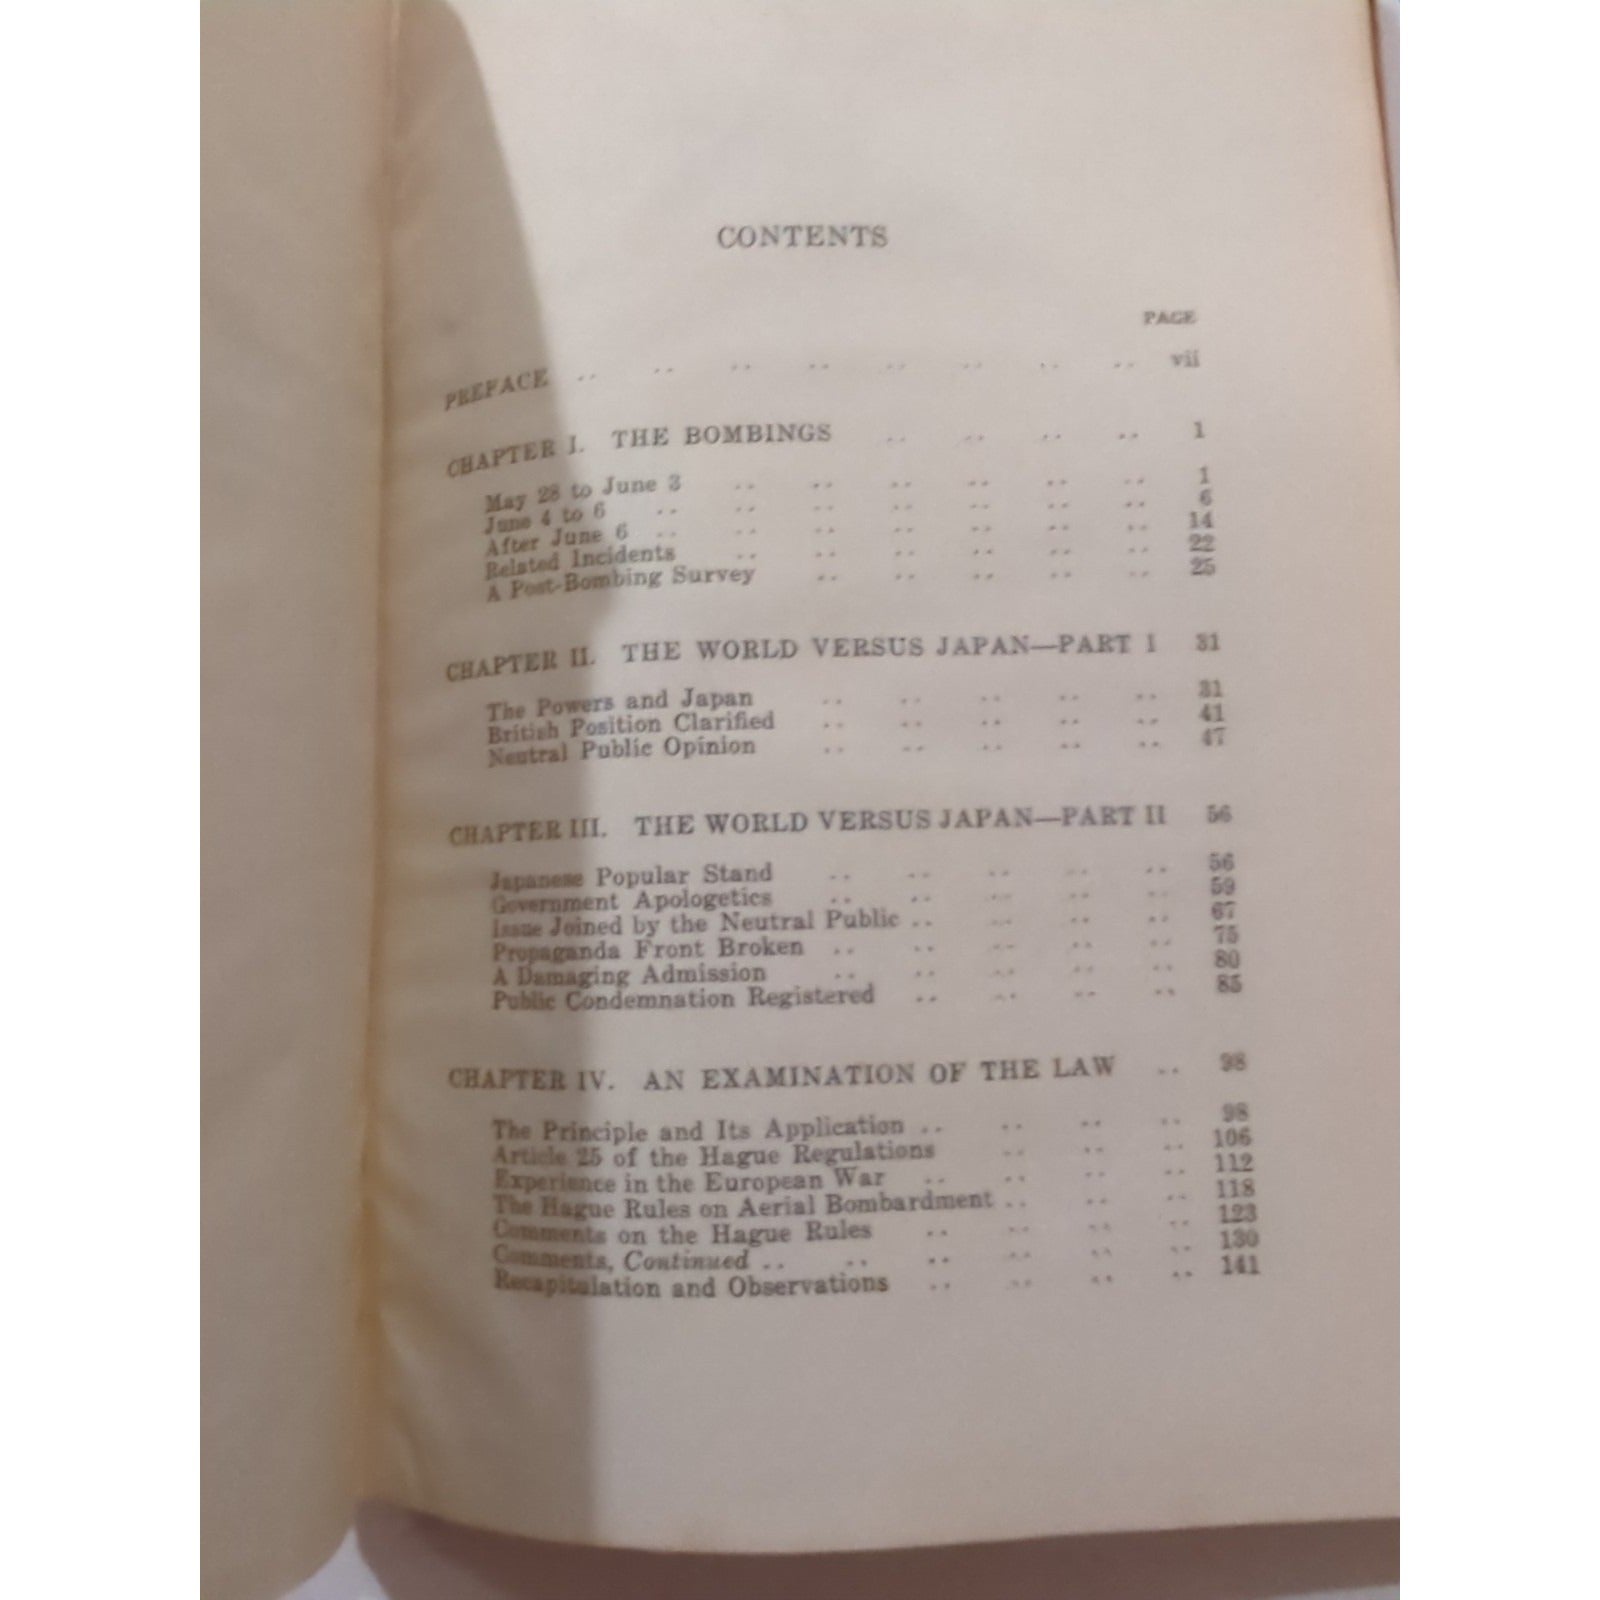 CONTENTS
PAGE
PREFACE .. .. .. .. .. .. .. .. vii
CHAPTER I. THE BOMBINGS .. .. .. .. 1
May 28 to June 3 .. .. .. .. .. .. 1
June 4 to 6 .. .. .. .. .. .. .. 6
After June 6 .. .. .. .. .. .. .. 14
Related Incidents .. .. .. .. .. .. 22
A Post-Bombing Survey .. .. .. .. .. 25
CHAPTER II. THE WORLD VERSUS JAPAN—PART I 31
The Powers and Japan .. .. .. .. .. 31
British Position Clarified .. .. .. .. .. 41
Neutral Public Opinion .. .. .. .. .. 47
CHAPTER III. THE WORLD VERSUS JAPAN—PART II 56
Japanese Popular Stand .. .. .. .. .. 56
Government Apologetics .. .. .. .. .. 59
Issue Joined by the Neutral Public .. .. .. .. 67
Propaganda Front Broken .. .. .. .. .. 75
A Damaging Admission .. .. .. .. .. 80
Public Condemnation Registered .. .. .. .. 85
CHAPTER IV. AN EXAMINATION OF THE LAW .. 98
The Principle and Its Application .. .. .. .. 98
Article 25 of the Hague Regulations .. .. .. 106
Experience in the European War .. .. .. .. 112
The Hague Rules on Aerial Bombardment .. .. .. 118
Comments on the Hague Rules .. .. .. .. 123
Comments, Continued .. .. .. .. .. .. 130
Recapitulation and Observations .. .. .. .. 141